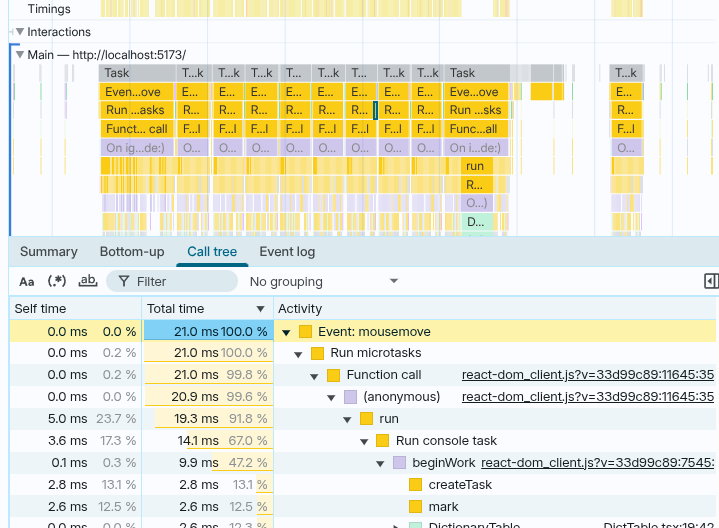 Timings
Interactions
Main — http://localhost:5173/
Task T...k T...k T...k T... T...k T...k T...k T...k Task T...k
Even...ove E... E... E... E... E... E... E... E... Eve...ove E...
Run ...asks R... R... R... R... R... R... R... R... Run ...sks R...
Funct... call F...l F...l F...l F...l F...l F...l F...l F...l Func...all F...l
On ig...de:) O... O... O... O... O... O... O... O... On i...de:) O...
run
R...
O...)
D...
Summary Bottom-up Call tree Event log
Aa (.*) ab Filter No grouping
Self time Total time Activity
0.0 ms 0.0 % 21.0 ms 100.0 % Event: mousemove
0.0 ms 0.2 % 21.0 ms 100.0 % Run microtasks
0.0 ms 0.2 % 21.0 ms 99.8 % Function call react-dom_client.js?v=33d99c89:11645:35
0.0 ms 0.0 % 20.9 ms 99.6 % (anonymous) react-dom_client.js?v=33d99c89:11645:35
5.0 ms 23.7 % 19.3 ms 91.8 % run
3.6 ms 17.3 % 14.1 ms 67.0 % Run console task
0.1 ms 0.3 % 9.9 ms 47.2 % beginWork react-dom_client.js?v=33d99c89:7545:
2.8 ms 13.1 % 2.8 ms 13.1 % createTask
2.6 ms 12.5 % 2.6 ms 12.5 % mark
0.0 ms 0.0 % 2.6 ms 12.3 % DictionaryTable DictTable.tsx:19:42